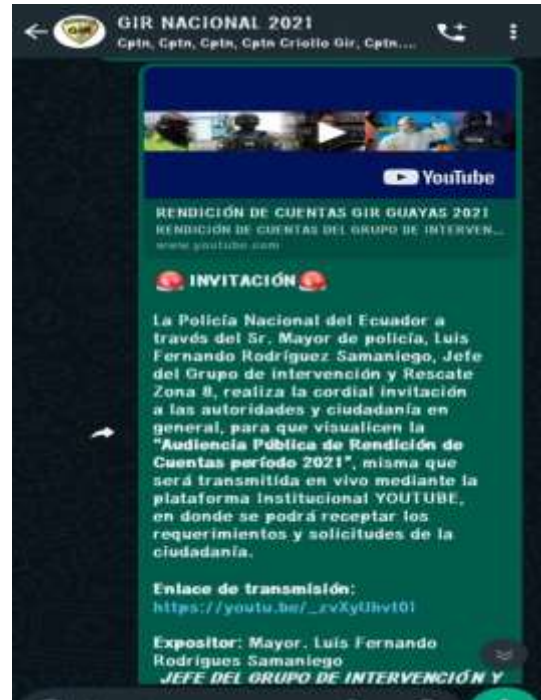 GIR NACIONAL 2021
Cptn, Cptn, Cptn, Cptn Criollo Gir, Cptn....
GIR
YouTube
RENDICIÓN DE CUENTAS GIR GUAYAS 2021
RENDICIÓN DE CUENTAS DEL GRUPO DE INTERVEN...
www.youtube.com
INVITACIÓN
La Policía Nacional del Ecuador a
través del Sr. Mayor de policía, Luis
Fernando Rodríguez Samaniego, Jefe
del Grupo de intervención y Rescate
Zona 8, realiza la cordial invitación
a las autoridades y ciudadanía en
general, para que visualicen la
"Audiencia Pública de Rendición de
Cuentas período 2021", misma que
será transmitida en vivo mediante la
plataforma Institucional YOUTUBE,
en donde se podrá receptar los
requerimientos y solicitudes de la
ciudadanía.
Enlace de transmisión:
Expositor: Mayor. Luis Fernando
Rodrigues Samaniego
JEFE DEL GRUPO DE INTERVENCIÓN Y